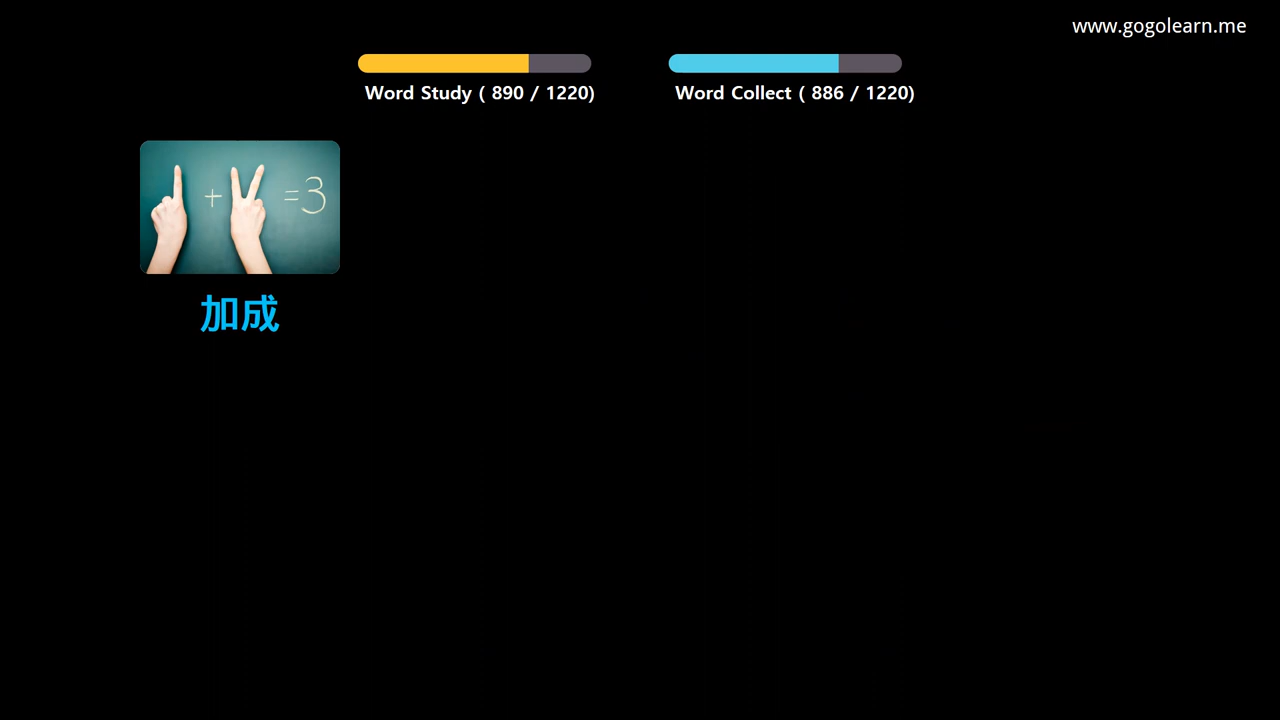 www.gogolearn.me
Word Study ( 890 / 1220)
Word Collect ( 886 / 1220)
+ =3
加成